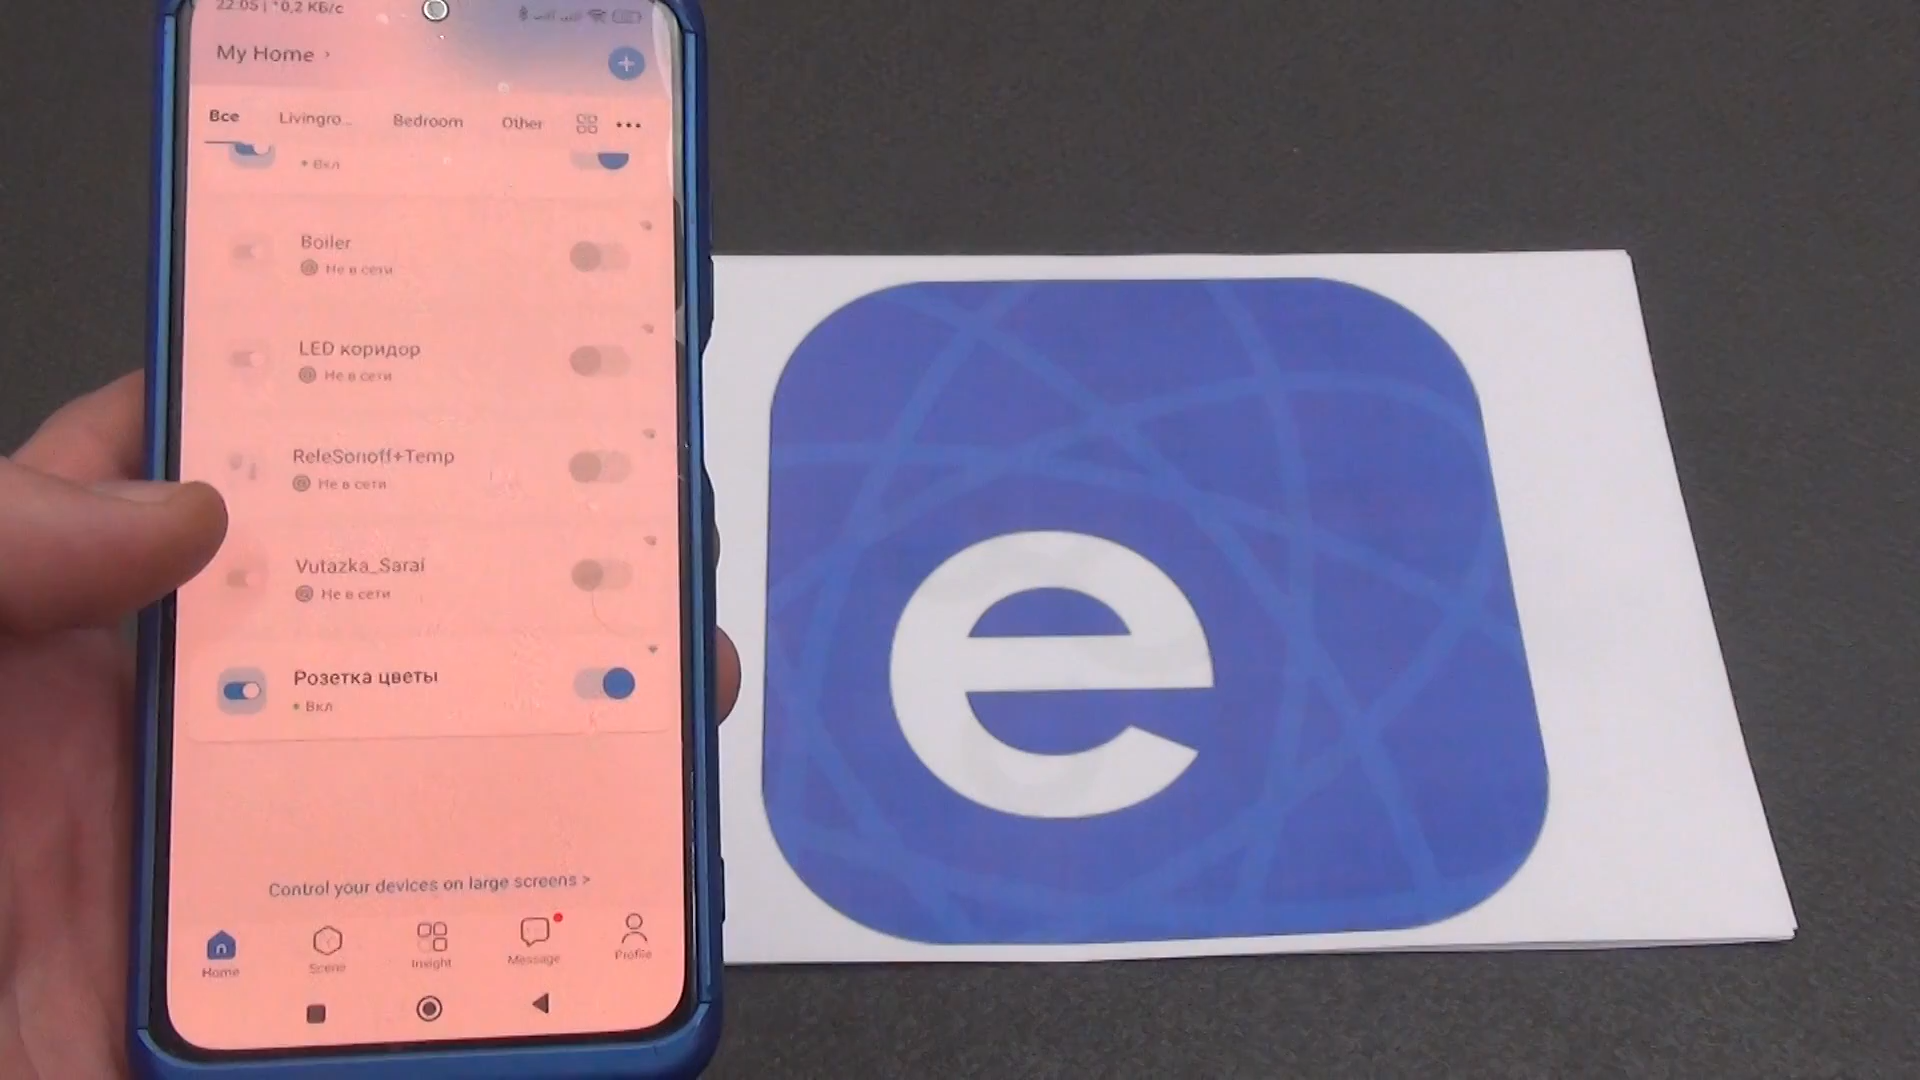 22:05 | *0,2 КБ/с
My Home >
Все Livingro... Bedroom Other
Вкл
Boiler
Не в сети
LED коридор
Не в сети
ReleSonoff+Temp
Не в сети
Vutazka_Sarai
Не в сети
Розетка цветы
Вкл
Control your devices on large screens >
Home Scene Insight Message Profile
e